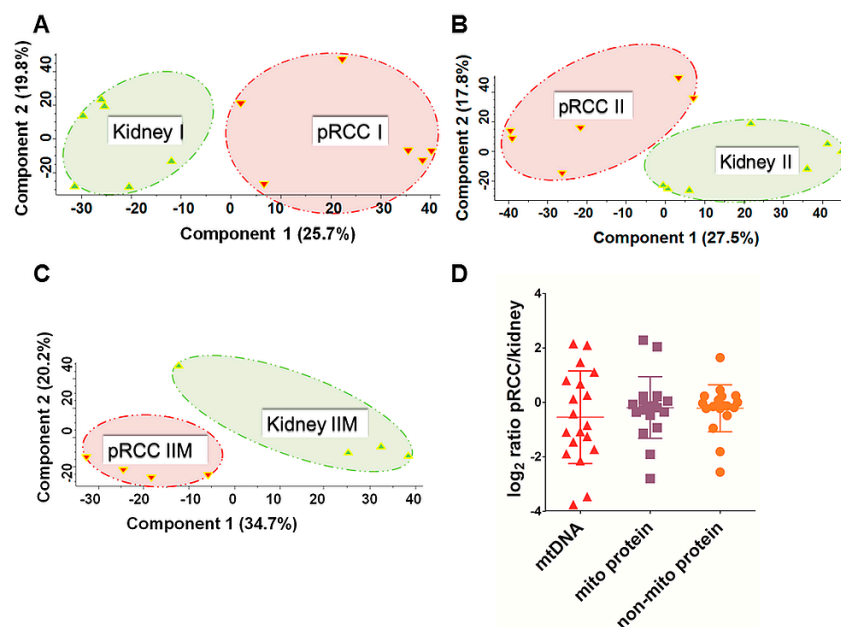 A
Component 2 (19.8%)
40
20
0
-20
Kidney I
pRCC I
-30 -20 -10 0 10 20 30 40
Component 1 (25.7%)
B
Component 2 (17.8%)
40
20
0
-20
pRCC II
Kidney II
-40 -30 -20 -10 0 10 20 30 40
Component 1 (27.5%)
C
Component 2 (20.2%)
40
20
0
-20
Kidney IIM
pRCC IIM
-30 -20 -10 0 10 20 30 40
Component 1 (34.7%)
D
log2 ratio pRCC/kidney
4
2
0
-2
-4
mtDNA
mito protein
non-mito protein